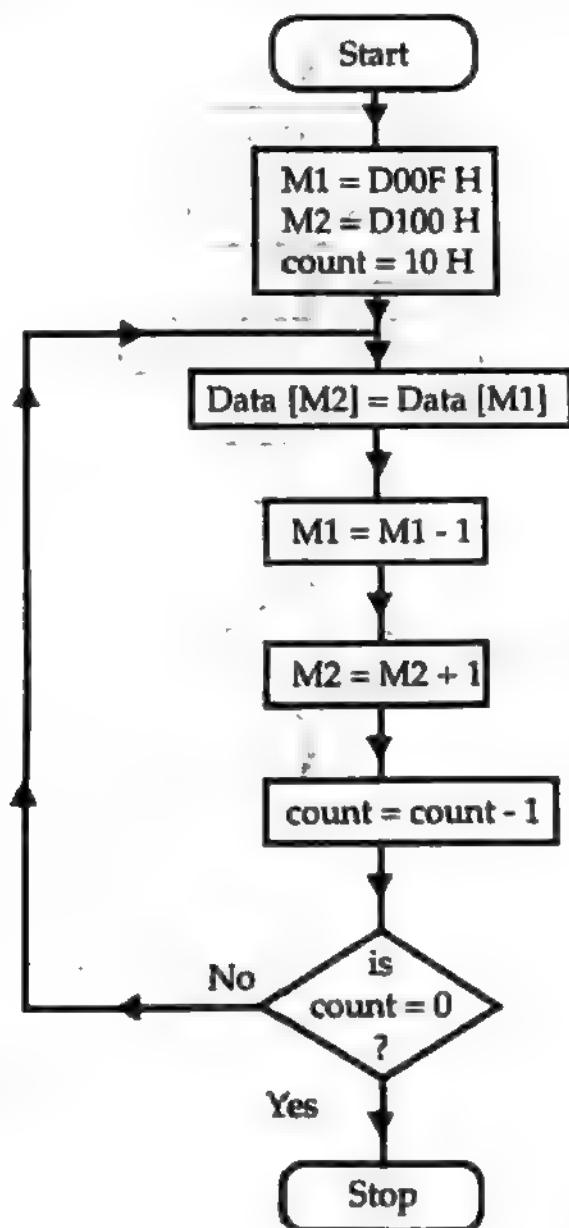 Start
M1 = D00F H
M2 = D100 H
count = 10 H
Data [M2] = Data [M1]
M1 = M1 - 1
M2 = M2 + 1
count = count - 1
is
No
count = 0
?
Yes
Stop